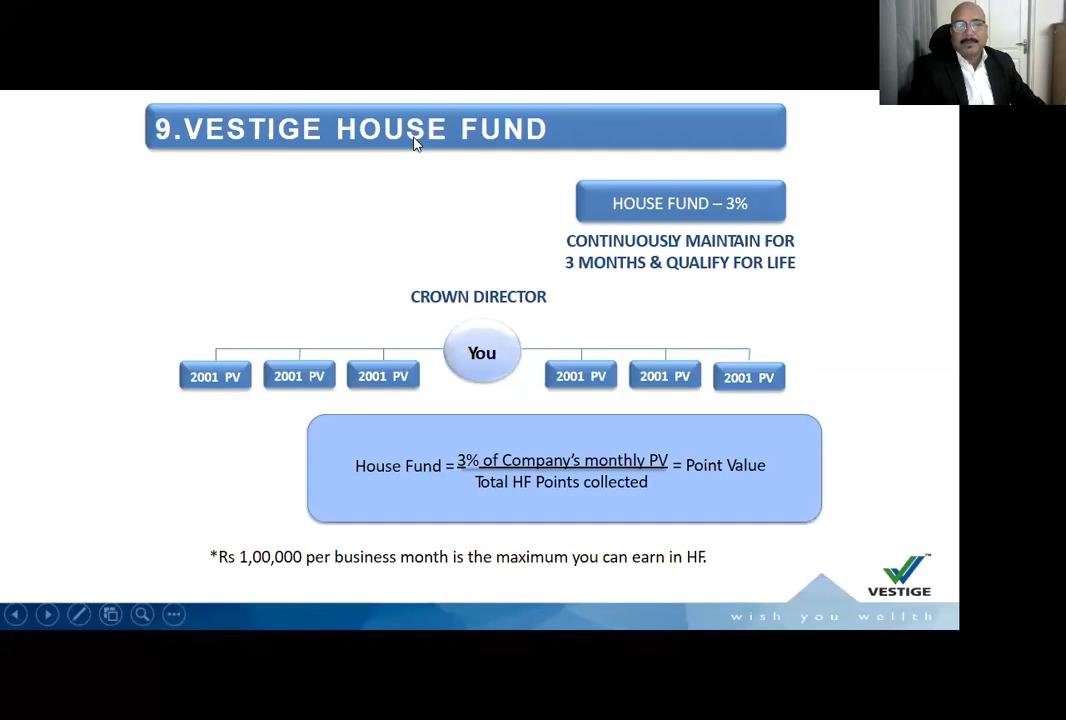 9.VESTIGE HOUSE FUND
HOUSE FUND – 3%
CONTINUOUSLY MAINTAIN FOR
3 MONTHS & QUALIFY FOR LIFE
CROWN DIRECTOR
You
2001 PV
2001 PV
2001 PV
2001 PV
2001 PV
2001 PV
House Fund = 3% of Company's monthly PV = Point Value
Total HF Points collected
*Rs 1,00,000 per business month is the maximum you can earn in HF.
VESTIGE™
wish you wellth